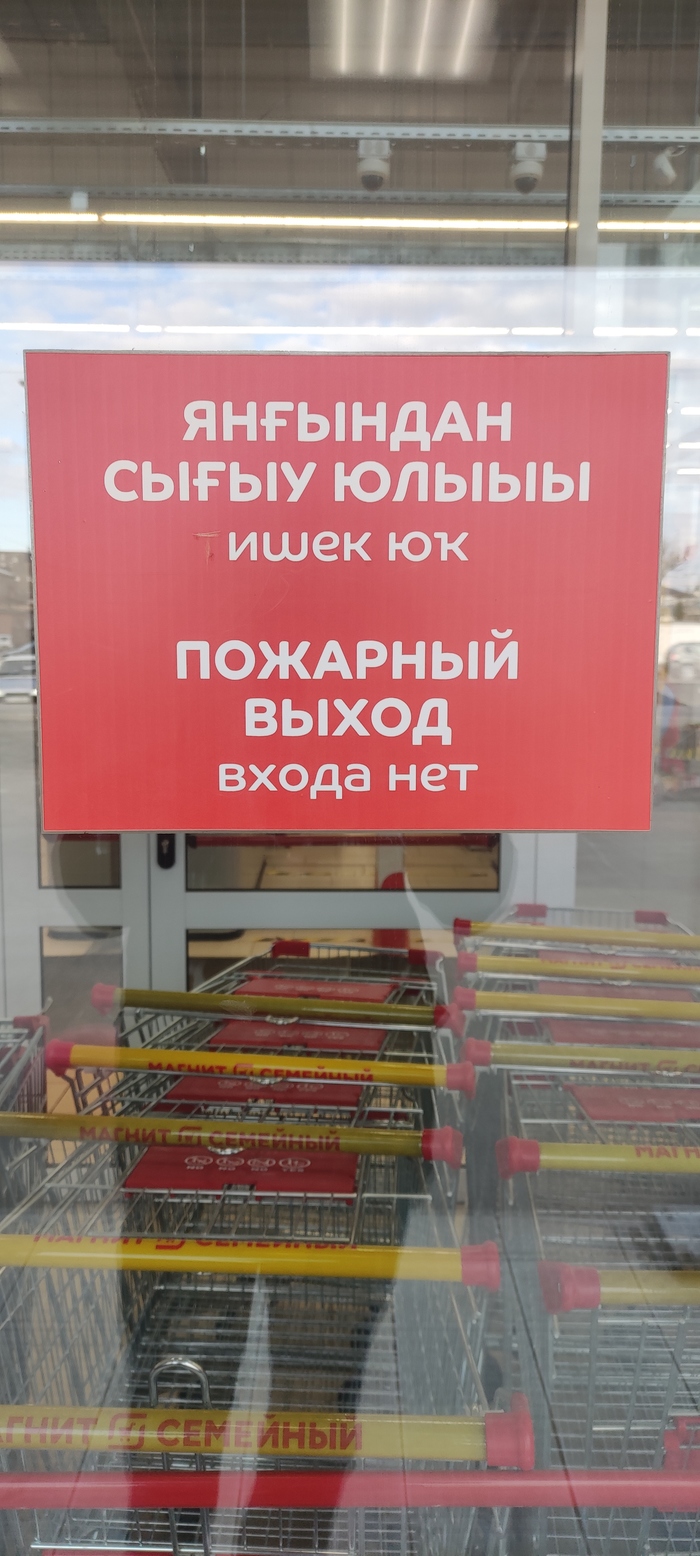 ЯНҒЫНДАН
СЫҒЫУ ЮЛЫЫЫ
ишек юҡ
ПОЖАРНЫЙ
ВЫХОД
входа нет
МАГНИТ СЕМЕЙНЫЙ
МАГНИТ
МАГНИТ СЕМЕЙНЫЙ
МАГНИТ СЕМЕЙНЫЙ
СЕМЕЙНЫЙ